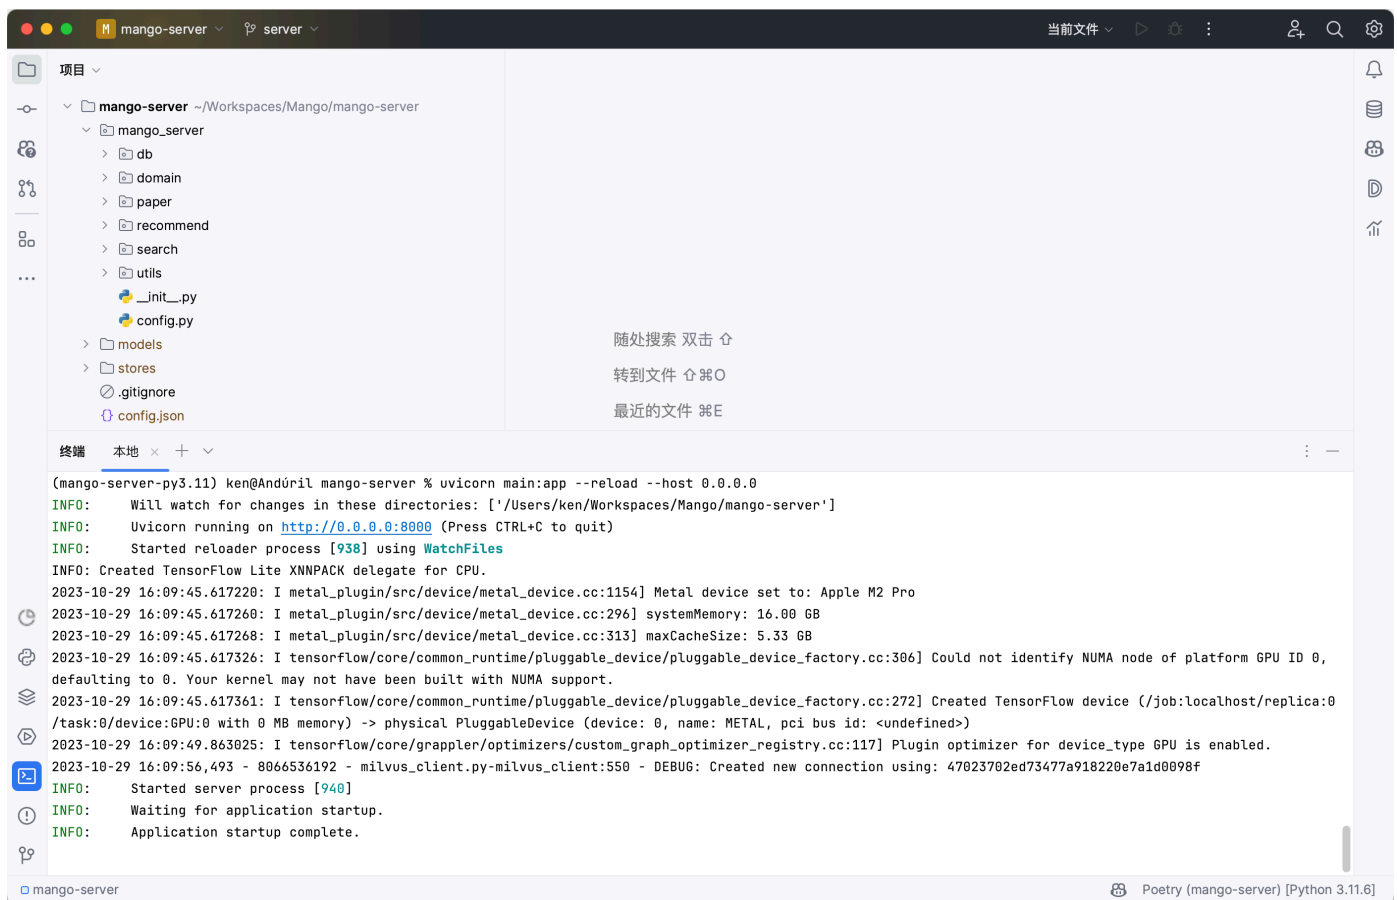 M mango-server server 当前文件
项目
mango-server ~/Workspaces/Mango/mango-server
mango_server
db
domain
paper
recommend
search
utils
__init__.py
config.py
models
stores
.gitignore
{} config.json
随处搜索 双击 ⇧
转到文件 ⇧⌘O
最近的文件 ⌘E
终端 本地
(mango-server-py3.11) ken@Andúril mango-server % uvicorn main:app --reload --host 0.0.0.0
INFO:     Will watch for changes in these directories: ['/Users/ken/Workspaces/Mango/mango-server']
INFO:     Uvicorn running on http://0.0.0.0:8000 (Press CTRL+C to quit)
INFO:     Started reloader process [938] using WatchFiles
INFO: Created TensorFlow Lite XNNPACK delegate for CPU.
2023-10-29 16:09:45.617220: I metal_plugin/src/device/metal_device.cc:1154] Metal device set to: Apple M2 Pro
2023-10-29 16:09:45.617260: I metal_plugin/src/device/metal_device.cc:296] systemMemory: 16.00 GB
2023-10-29 16:09:45.617268: I metal_plugin/src/device/metal_device.cc:313] maxCacheSize: 5.33 GB
2023-10-29 16:09:45.617326: I tensorflow/core/common_runtime/pluggable_device/pluggable_device_factory.cc:306] Could not identify NUMA node of platform GPU ID 0,
defaulting to 0. Your kernel may not have been built with NUMA support.
2023-10-29 16:09:45.617361: I tensorflow/core/common_runtime/pluggable_device/pluggable_device_factory.cc:272] Created TensorFlow device (/job:localhost/replica:0
/task:0/device:GPU:0 with 0 MB memory) -> physical PluggableDevice (device: 0, name: METAL, pci bus id: <undefined>)
2023-10-29 16:09:49.863025: I tensorflow/core/grappler/optimizers/custom_graph_optimizer_registry.cc:117] Plugin optimizer for device_type GPU is enabled.
2023-10-29 16:09:56,493 - 8066536192 - milvus_client.py-milvus_client:550 - DEBUG: Created new connection using: 47023702ed73477a918220e7a1d0098f
INFO:     Started server process [940]
INFO:     Waiting for application startup.
INFO:     Application startup complete.
mango-server Poetry (mango-server) [Python 3.11.6]